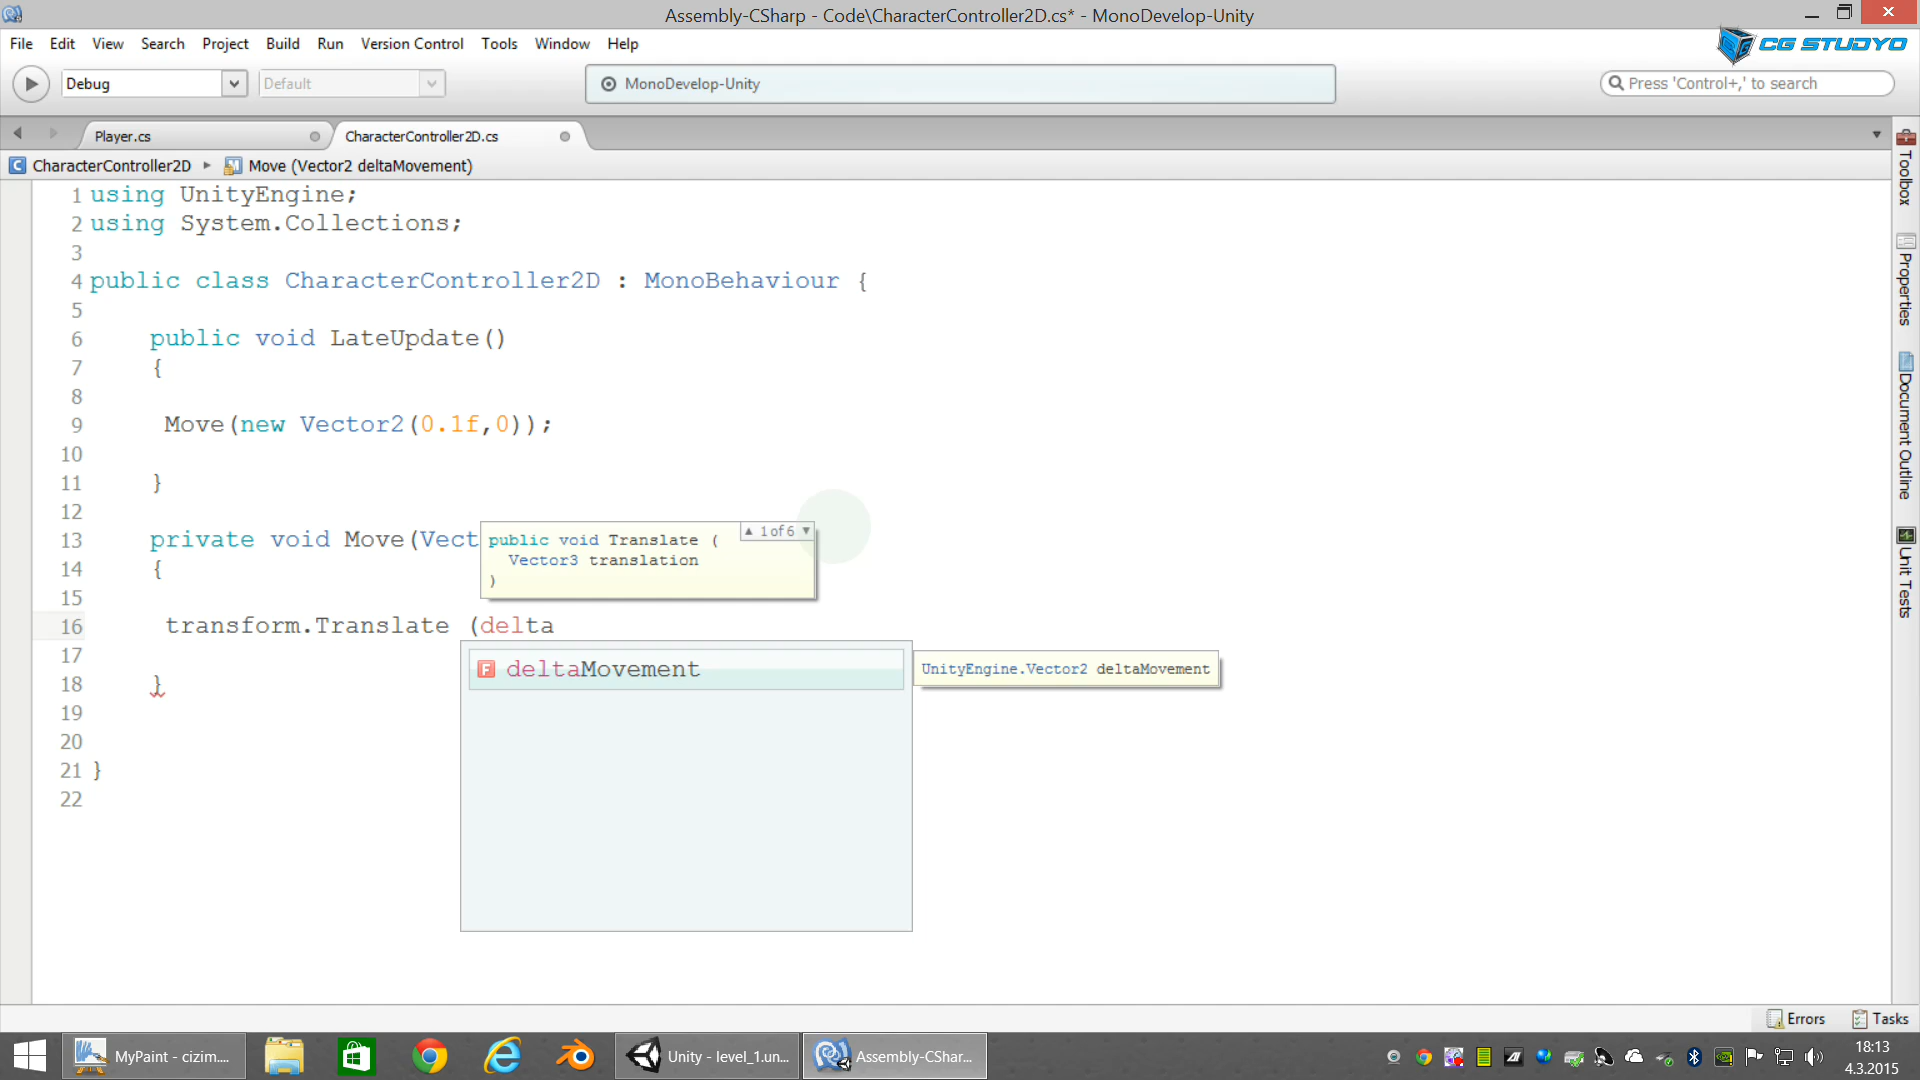 Assembly-CSharp - Code\CharacterController2D.cs* - MonoDevelop-Unity
File Edit View Search Project Build Run Version Control Tools Window Help
CG STUDYO
Debug
Default
MonoDevelop-Unity
Press 'Control+,' to search
Player.cs
CharacterController2D.cs
CharacterController2D
Move (Vector2 deltaMovement)
1 using UnityEngine;
2 using System.Collections;
3
4 public class CharacterController2D : MonoBehaviour {
5
6 public void LateUpdate()
7 {
8
9 Move(new Vector2(0.1f,0));
10
11 }
12
13 private void Move(Vect
14 {
15
16 transform.Translate (delta
17
18 }
19
20
21 }
22
1 of 6
public void Translate (
Vector3 translation
)
deltaMovement
UnityEngine.Vector2 deltaMovement
Toolbox
Properties
Document Outline
Unit Tests
Errors
Tasks
MyPaint - cizim....
Unity - level_1.un...
Assembly-CShar...
18:13
4.3.2015